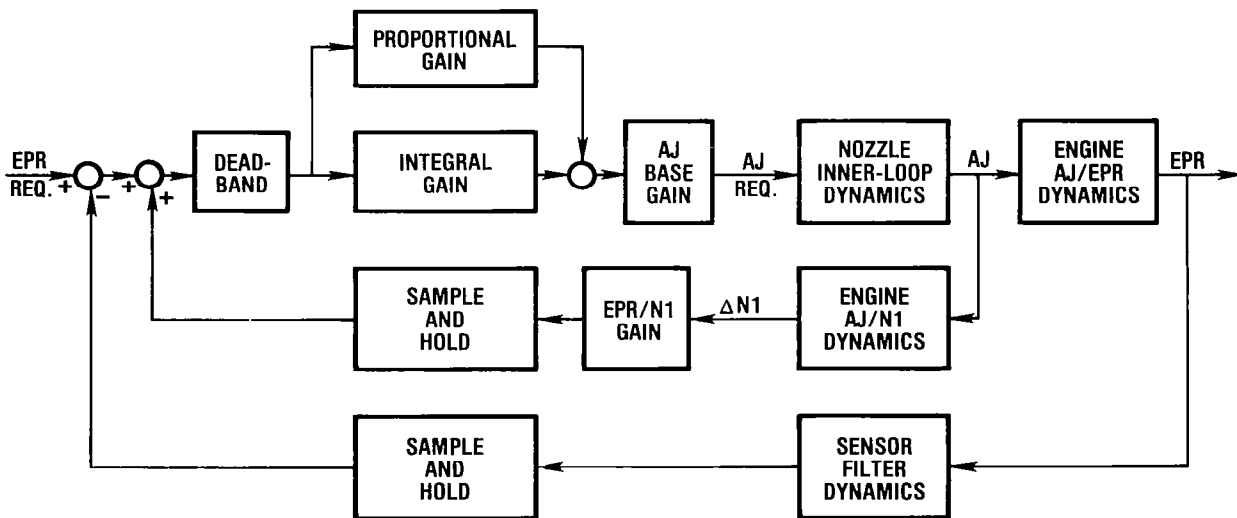 PROPORTIONAL
GAIN
EPR
REQ.
+
-
+
+
DEAD-
BAND
INTEGRAL
GAIN
AJ
BASE
GAIN
AJ
REQ.
NOZZLE
INNER-LOOP
DYNAMICS
AJ
ENGINE
AJ/EPR
DYNAMICS
EPR
SAMPLE
AND
HOLD
EPR/N1
GAIN
ΔN1
ENGINE
AJ/N1
DYNAMICS
SAMPLE
AND
HOLD
SENSOR
FILTER
DYNAMICS